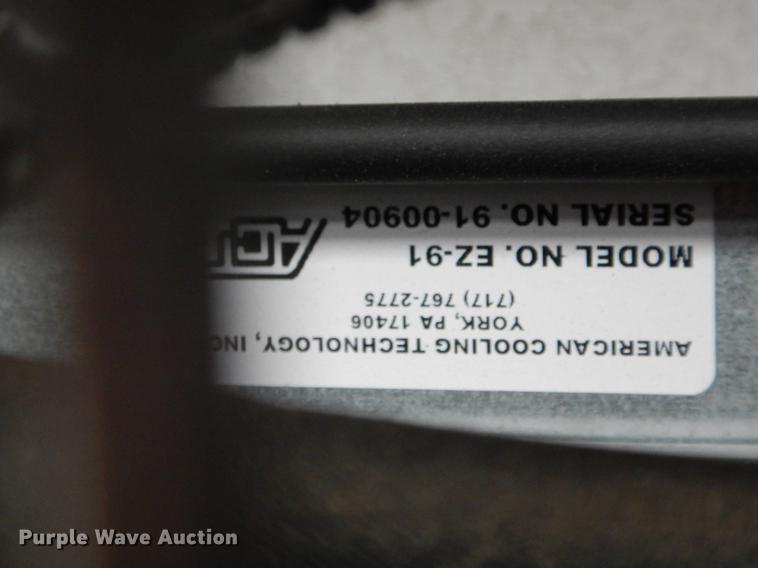 AMERICAN COOLING TECHNOLOGY, INC
YORK, PA 17406
(717) 767-2775
MODEL NO. EZ-91
SERIAL NO. 91-00904
Purple Wave Auction